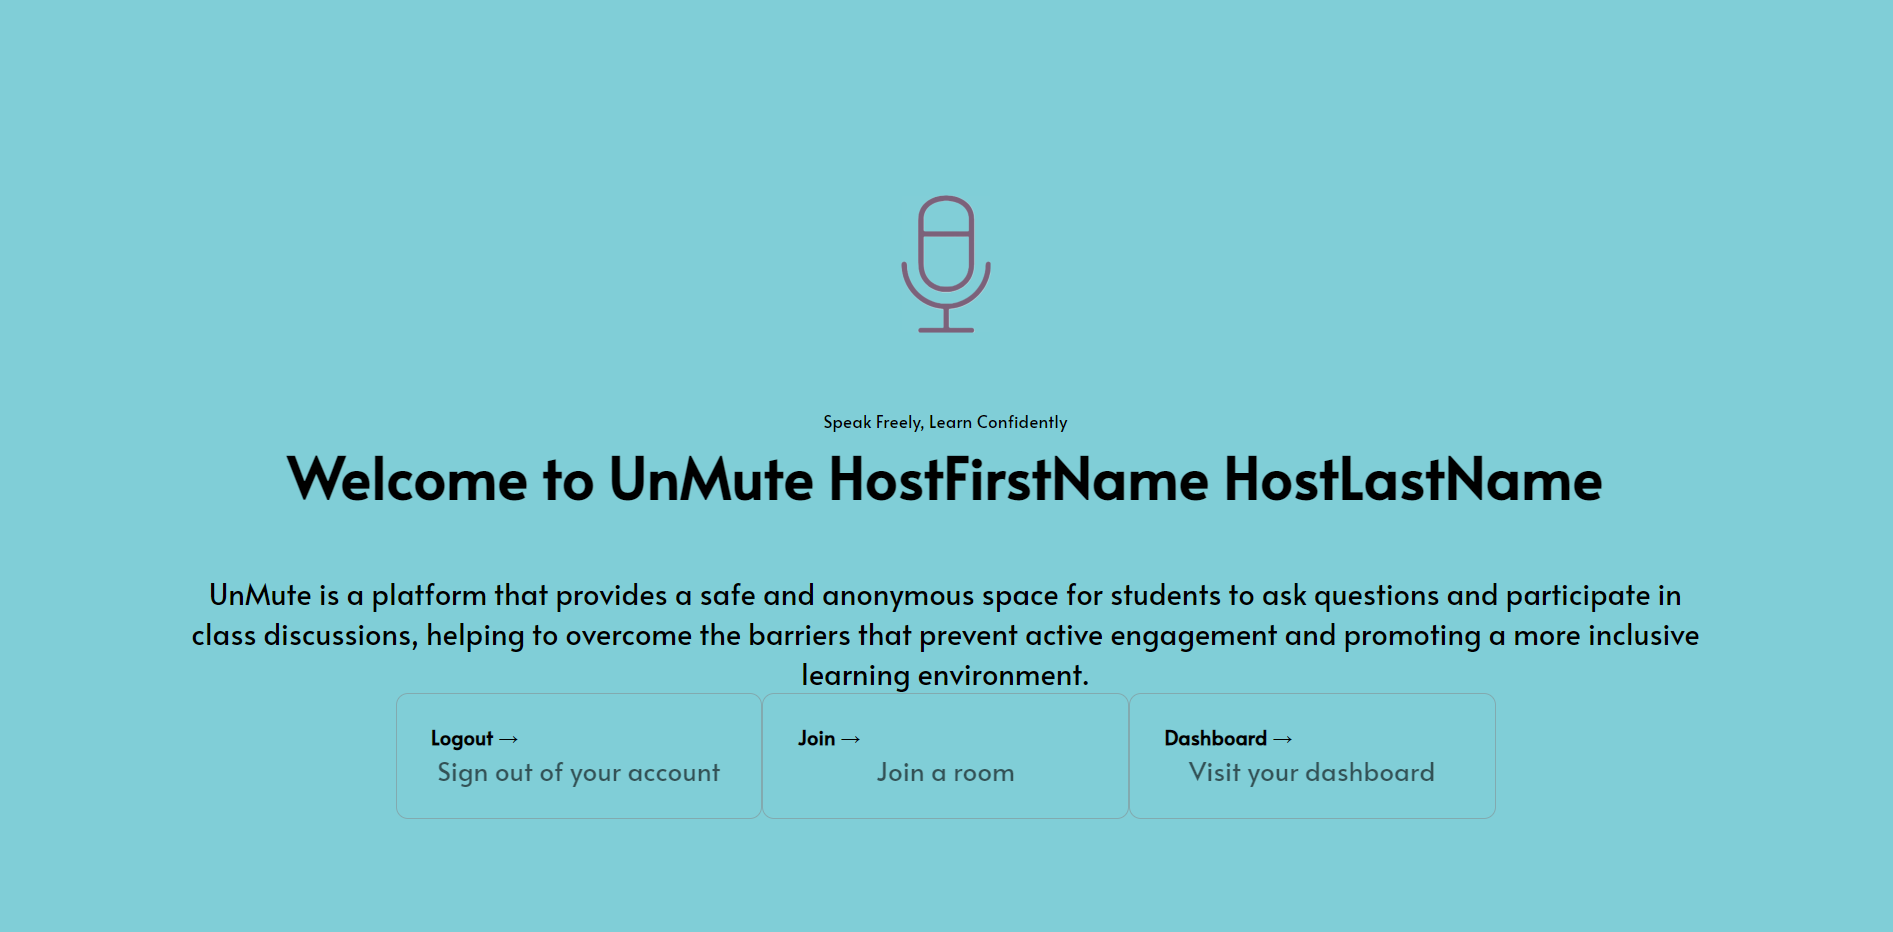 Speak Freely, Learn Confidently
Welcome to UnMute HostFirstName HostLastName
UnMute is a platform that provides a safe and anonymous space for students to ask questions and participate in
class discussions, helping to overcome the barriers that prevent active engagement and promoting a more inclusive
learning environment.
Logout →
Sign out of your account
Join →
Join a room
Dashboard →
Visit your dashboard